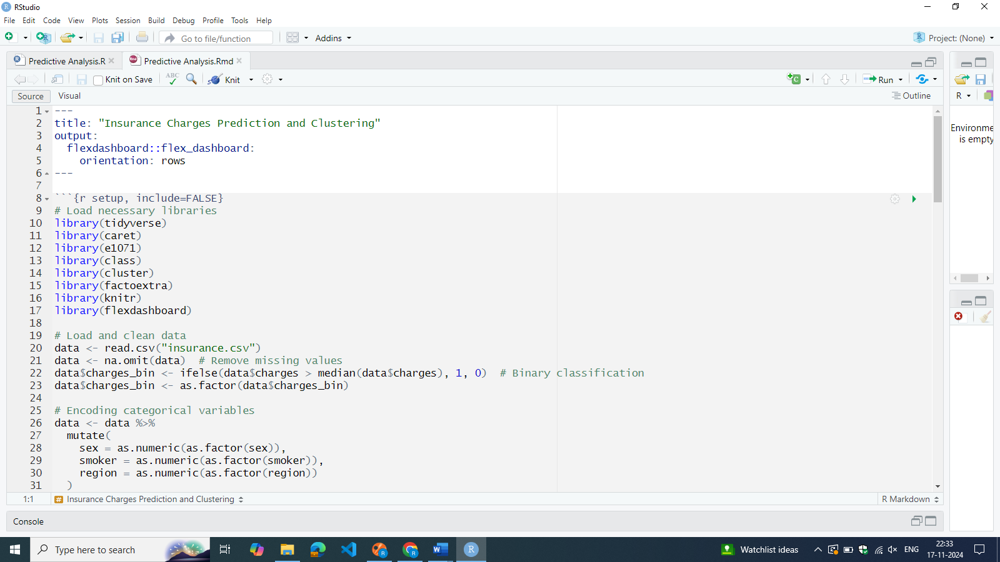 RStudio
File Edit Code View Plots Session Build Debug Profile Tools Help
Go to file/function Addins Project: (None)
Predictive Analysis.R Predictive Analysis.Rmd
Knit on Save ABC Knit Run
Source Visual Outline R
1 ---
2 title: "Insurance Charges Prediction and Clustering"
3 output:
4 flexdashboard::flex_dashboard:
5 orientation: rows
6 ---
7
8 ```{r setup, include=FALSE}
9 # Load necessary libraries
10 library(tidyverse)
11 library(caret)
12 library(e1071)
13 library(class)
14 library(cluster)
15 library(factoextra)
16 library(knitr)
17 library(flexdashboard)
18
19 # Load and clean data
20 data <- read.csv("insurance.csv")
21 data <- na.omit(data)  # Remove missing values
22 data$charges_bin <- ifelse(data$charges > median(data$charges), 1, 0)  # Binary classification
23 data$charges_bin <- as.factor(data$charges_bin)
24
25 # Encoding categorical variables
26 data <- data %>%
27 mutate(
28 sex = as.numeric(as.factor(sex)),
29 smoker = as.numeric(as.factor(smoker)),
30 region = as.numeric(as.factor(region))
31 )
Environme
is empty
1:1 # Insurance Charges Prediction and Clustering R Markdown
Console
Type here to search Watchlist ideas ENG 22:33
17-11-2024